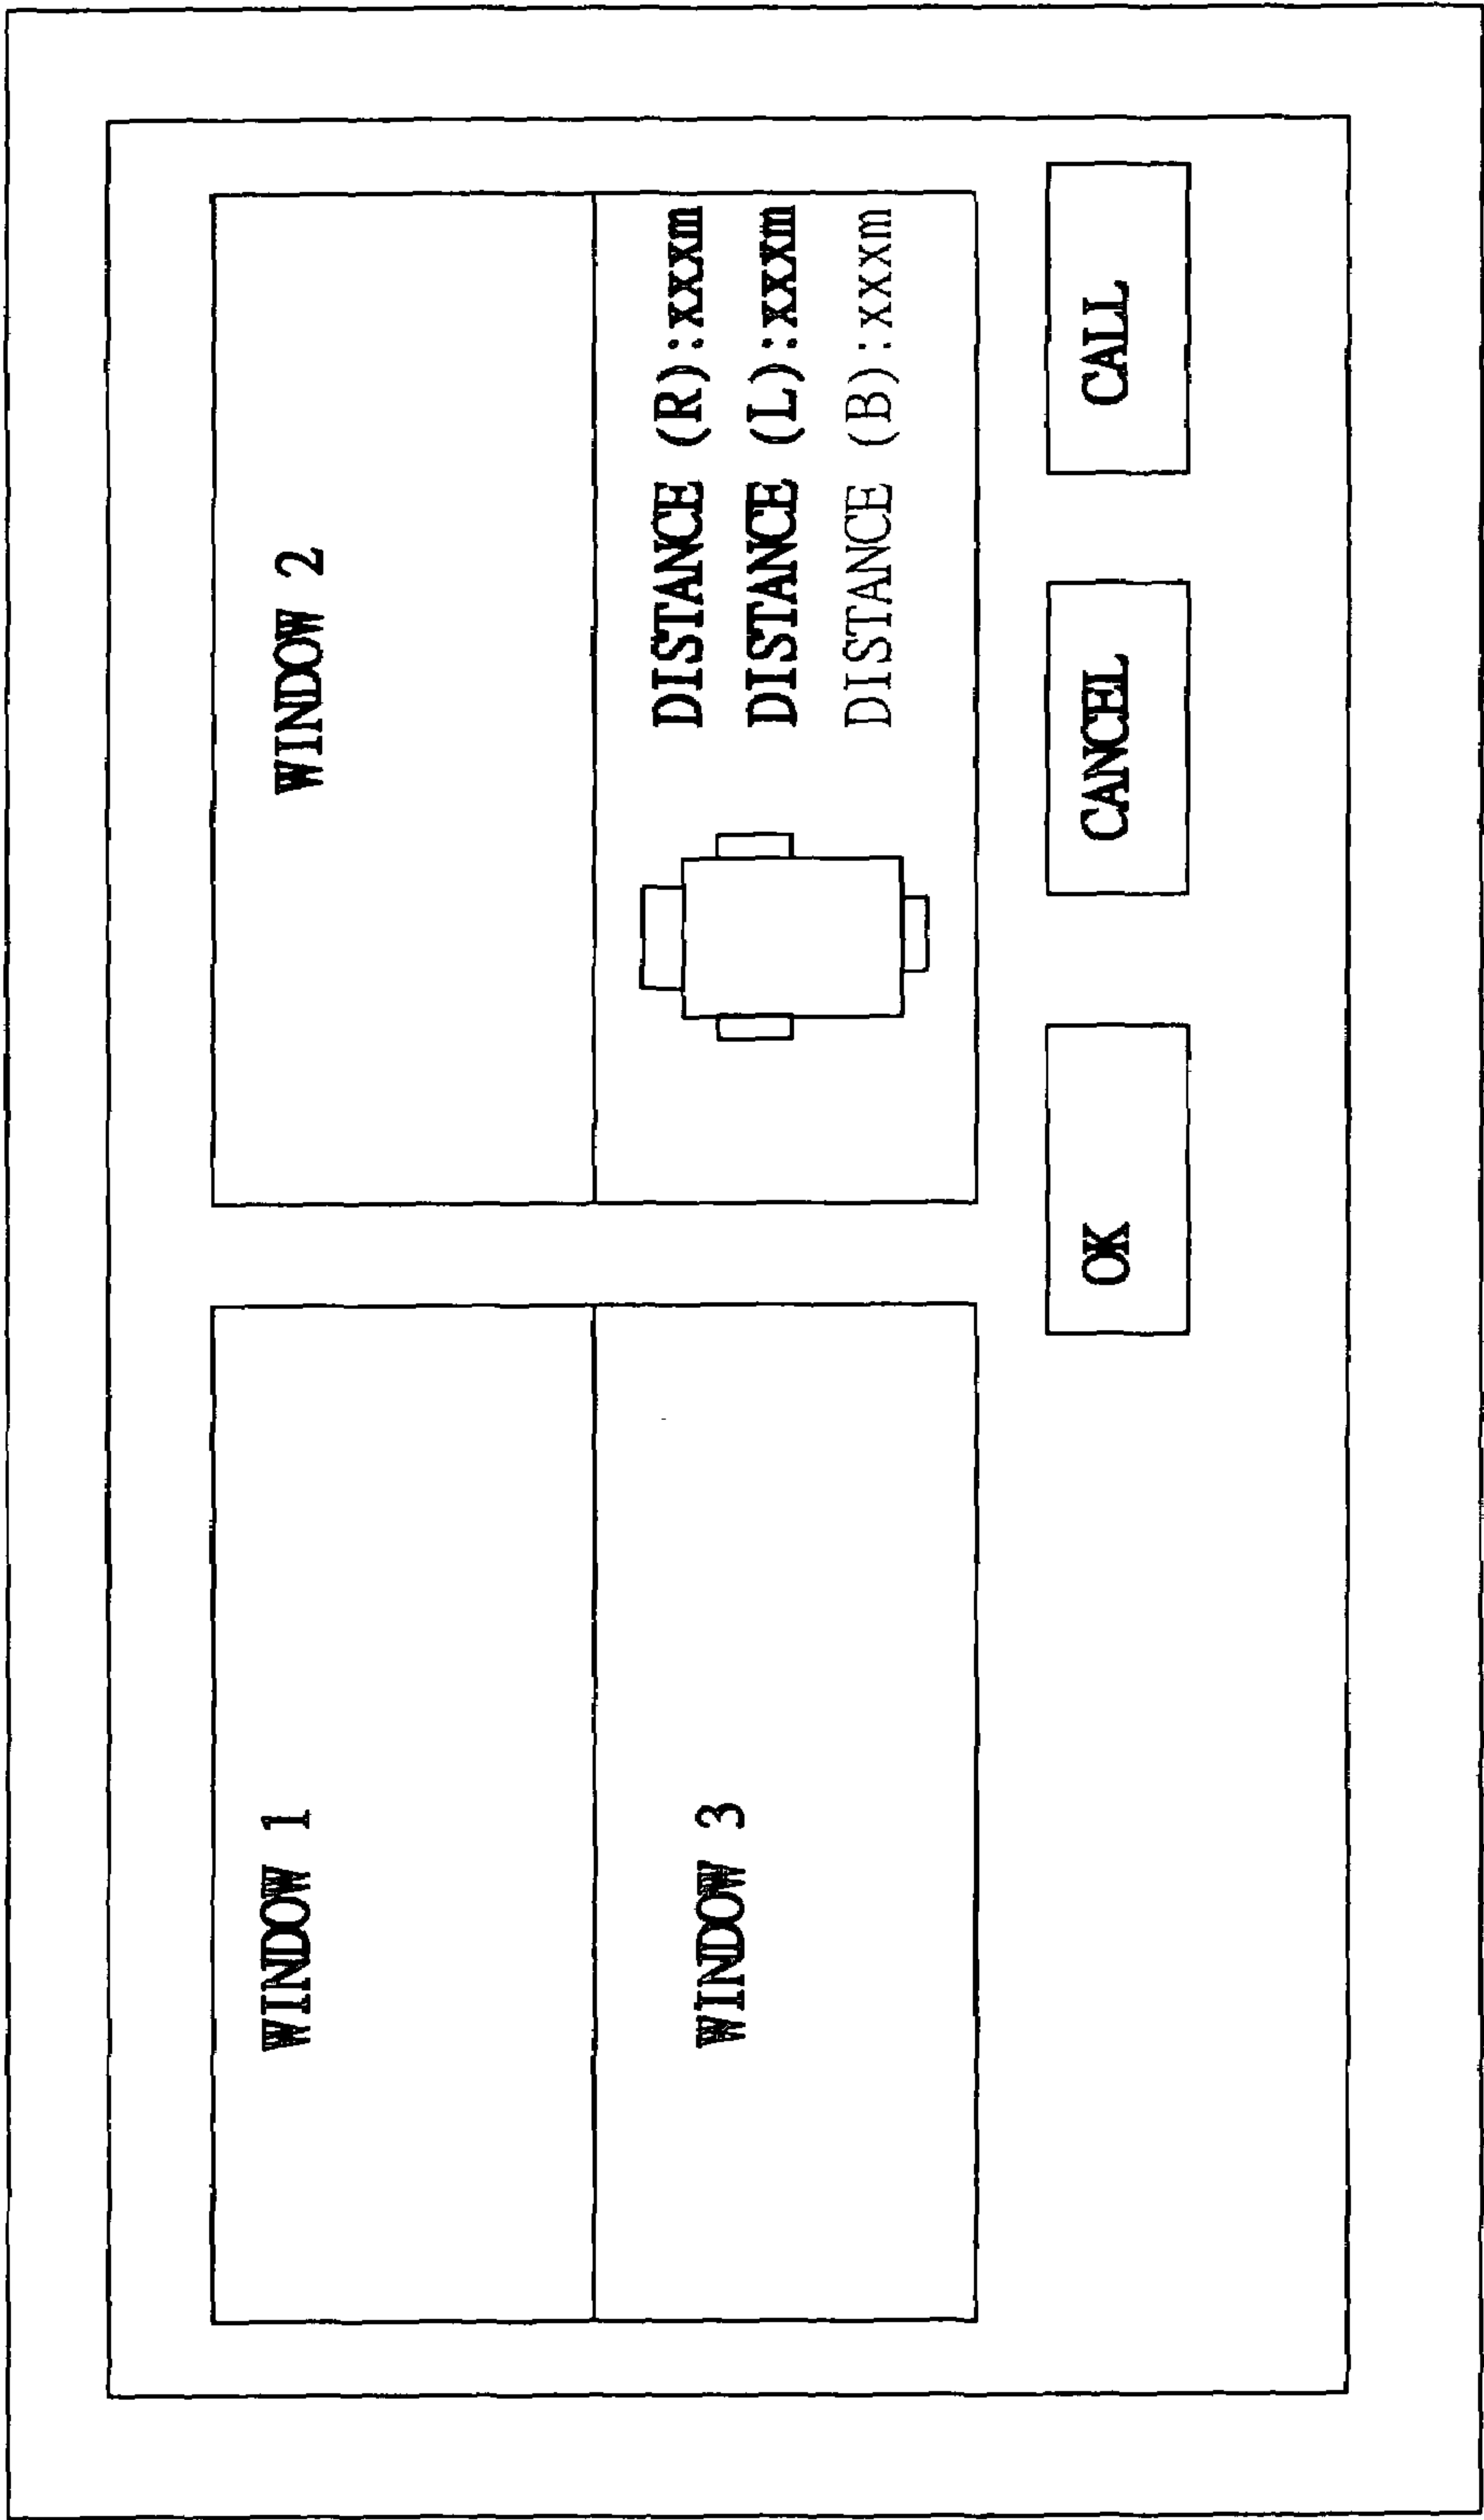 WINDOW 1
WINDOW 2
WINDOW 3
DISTANCE (R):xxxm
DISTANCE (L):xxxm
DISTANCE (B):xxxm
OK
CANCEL
CALL